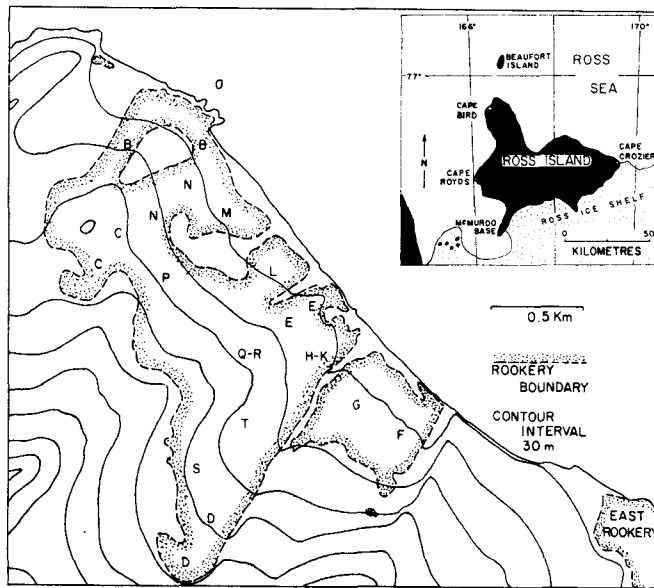 166°
170°
BEAUFORT
ISLAND
ROSS
SEA
77°
CAPE
BIRD
N
ROSS ISLAND
CAPE
CROZIER
CAPE
ROYDS
McMURDO
BASE
ROSS ICE SHELF
0 50
KILOMETRES
B B
N
N M
C
C
P
L
E
E
Q-R H-K
G
T F
S
D
D
0.5 Km
ROOKERY
BOUNDARY
CONTOUR
INTERVAL
30 m
EAST
ROOKERY